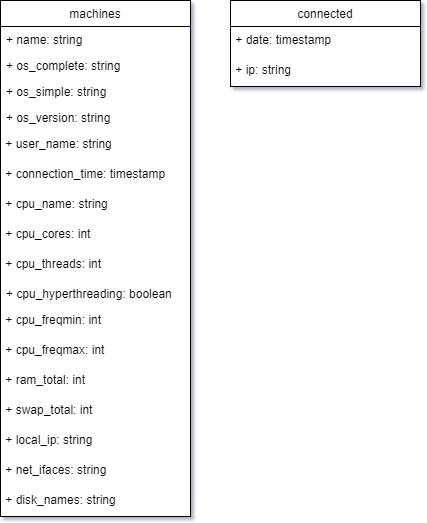 machines
+ name: string
+ os_complete: string
+ os_simple: string
+ os_version: string
+ user_name: string
+ connection_time: timestamp
+ cpu_name: string
+ cpu_cores: int
+ cpu_threads: int
+ cpu_hyperthreading: boolean
+ cpu_freqmin: int
+ cpu_freqmax: int
+ ram_total: int
+ swap_total: int
+ local_ip: string
+ net_ifaces: string
+ disk_names: string
connected
+ date: timestamp
+ ip: string